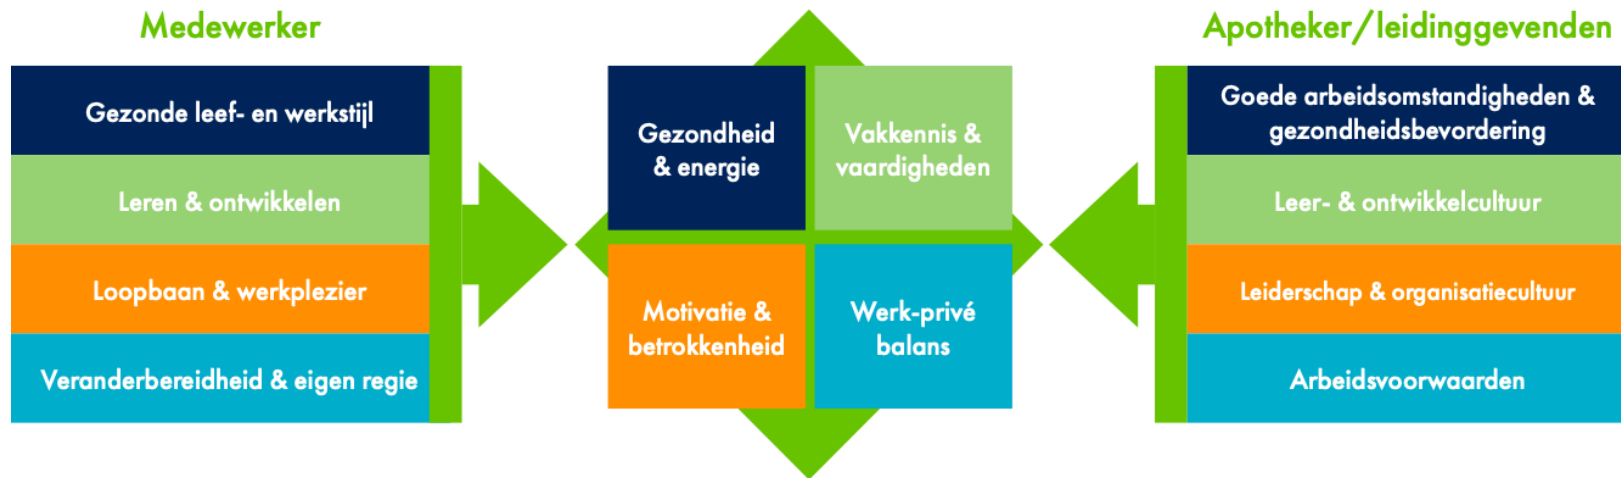 Medewerker
Gezonde leef- en werkstijl
Leren & ontwikkelen
Loopbaan & werkplezier
Veranderbereidheid & eigen regie
Gezondheid
& energie
Vakkennis &
vaardigheden
Motivatie &
betrokkenheid
Werk-privé
balans
Apotheker/leidinggevenden
Goede arbeidsomstandigheden &
gezondheidsbevordering
Leer- & ontwikkelcultuur
Leiderschap & organisatiecultuur
Arbeidsvoorwaarden